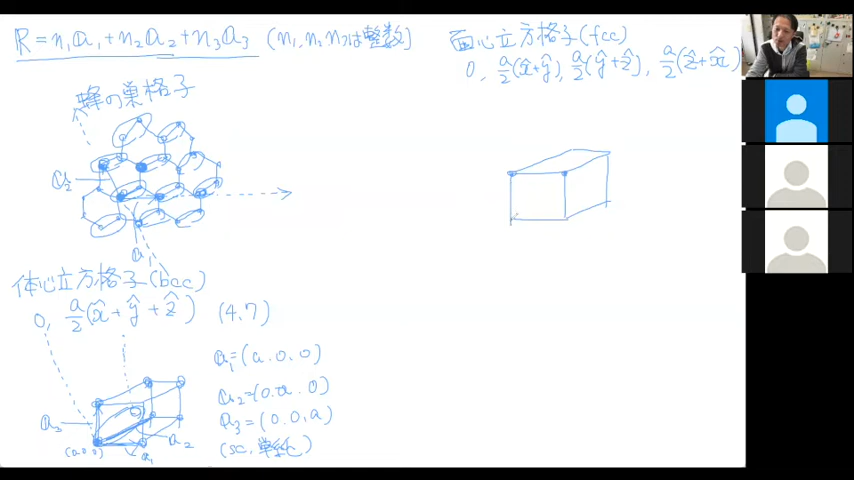 R = n₁a₁ + n₂a₂ + n₃a₃ (n₁, n₂ n₃は整数)
蜂の巣格子
a₂
a₁
体心立方格子(bcc)
0, a/2(x̂+ŷ+ẑ) (4,7)
a₁=(a.0.0)
a₂=(0.a.0)
a₃=(0.0,a)
(sc, 単純)
a₃
a₂
a₁
(0,0,0)
面心立方格子(fcc)
0, a/2(x̂+ŷ), a/2(ŷ+ẑ), a/2(ẑ+x̂)